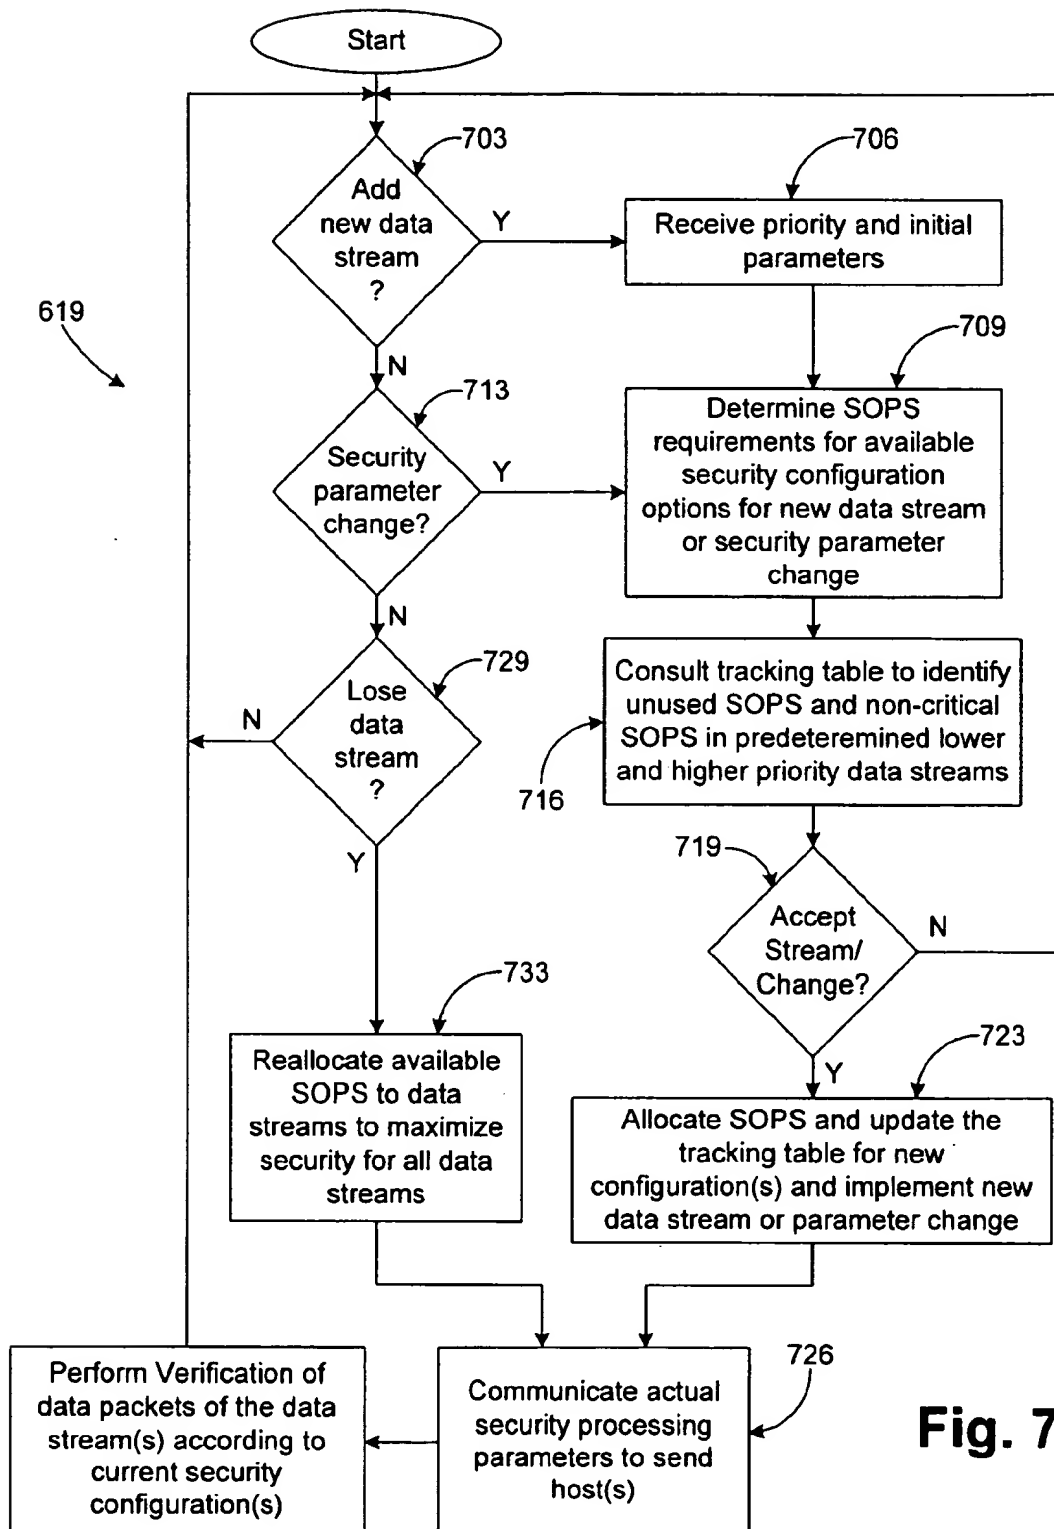 Start
703
Add
new data
stream
?
Y
706
Receive priority and initial
parameters
619
N
709
Determine SOPS
requirements for available
security configuration
options for new data stream
or security parameter
change
713
Security
parameter
change?
Y
N
729
Lose
data
stream
?
N
Y
Consult tracking table to identify
unused SOPS and non-critical
SOPS in predeteremined lower
and higher priority data streams
716
719
Accept
Stream/
Change?
N
Y
733
Reallocate available
SOPS to data
streams to maximize
security for all data
streams
723
Allocate SOPS and update the
tracking table for new
configuration(s) and implement new
data stream or parameter change
Perform Verification of
data packets of the data
stream(s) according to
current security
configuration(s)
Communicate actual
security processing
parameters to send
host(s)
726
Fig. 7